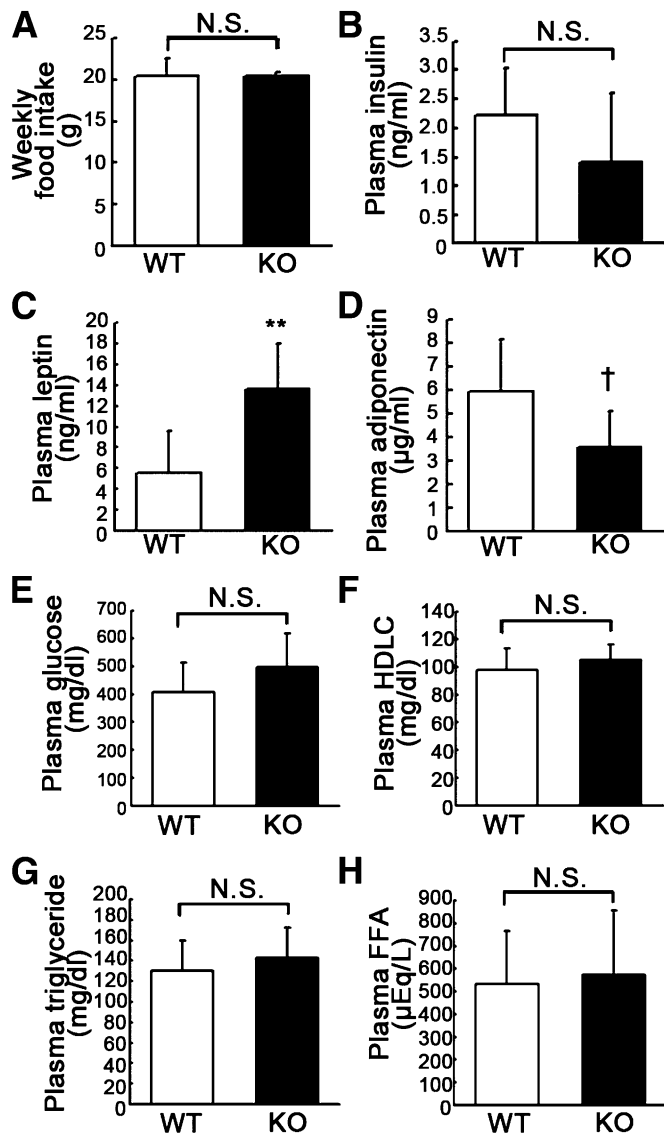 A
Weekly
food intake
(g)
25
20
15
10
5
0
N.S.
WT
KO
B
Plasma insulin
(ng/ml)
3.5
3.0
2.5
2.0
1.5
1.0
0.5
0
N.S.
WT
KO
C
Plasma leptin
(ng/ml)
20
18
16
14
12
10
8
6
4
2
0
**
WT
KO
D
Plasma adiponectin
(µg/ml)
9
8
7
6
5
4
3
2
1
0
†
WT
KO
E
Plasma glucose
(mg/dl)
700
600
500
400
300
200
100
0
N.S.
WT
KO
F
Plasma HDLC
(mg/dl)
140
120
100
80
60
40
20
0
N.S.
WT
KO
G
Plasma triglyceride
(mg/dl)
200
180
160
140
120
100
80
60
40
20
0
N.S.
WT
KO
H
Plasma FFA
(µEq/L)
900
800
700
600
500
400
300
200
100
0
N.S.
WT
KO